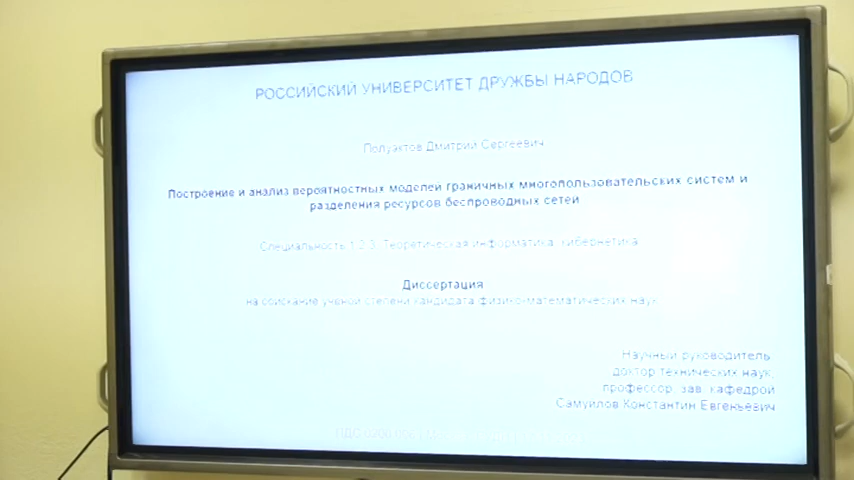 РОССИЙСКИЙ УНИВЕРСИТЕТ ДРУЖБЫ НАРОДОВ
Полуэктов Дмитрий Сергеевич
Построение и анализ вероятностных моделей граничных многопользовательских систем и
разделения ресурсов беспроводных сетей
Специальность 1.2.3. Теоретическая информатика, кибернетика
Диссертация
на соискание ученой степени кандидата физико-математических наук
Научный руководитель:
доктор технических наук,
профессор, зав. кафедрой
Самуйлов Константин Евгеньевич
ПДС